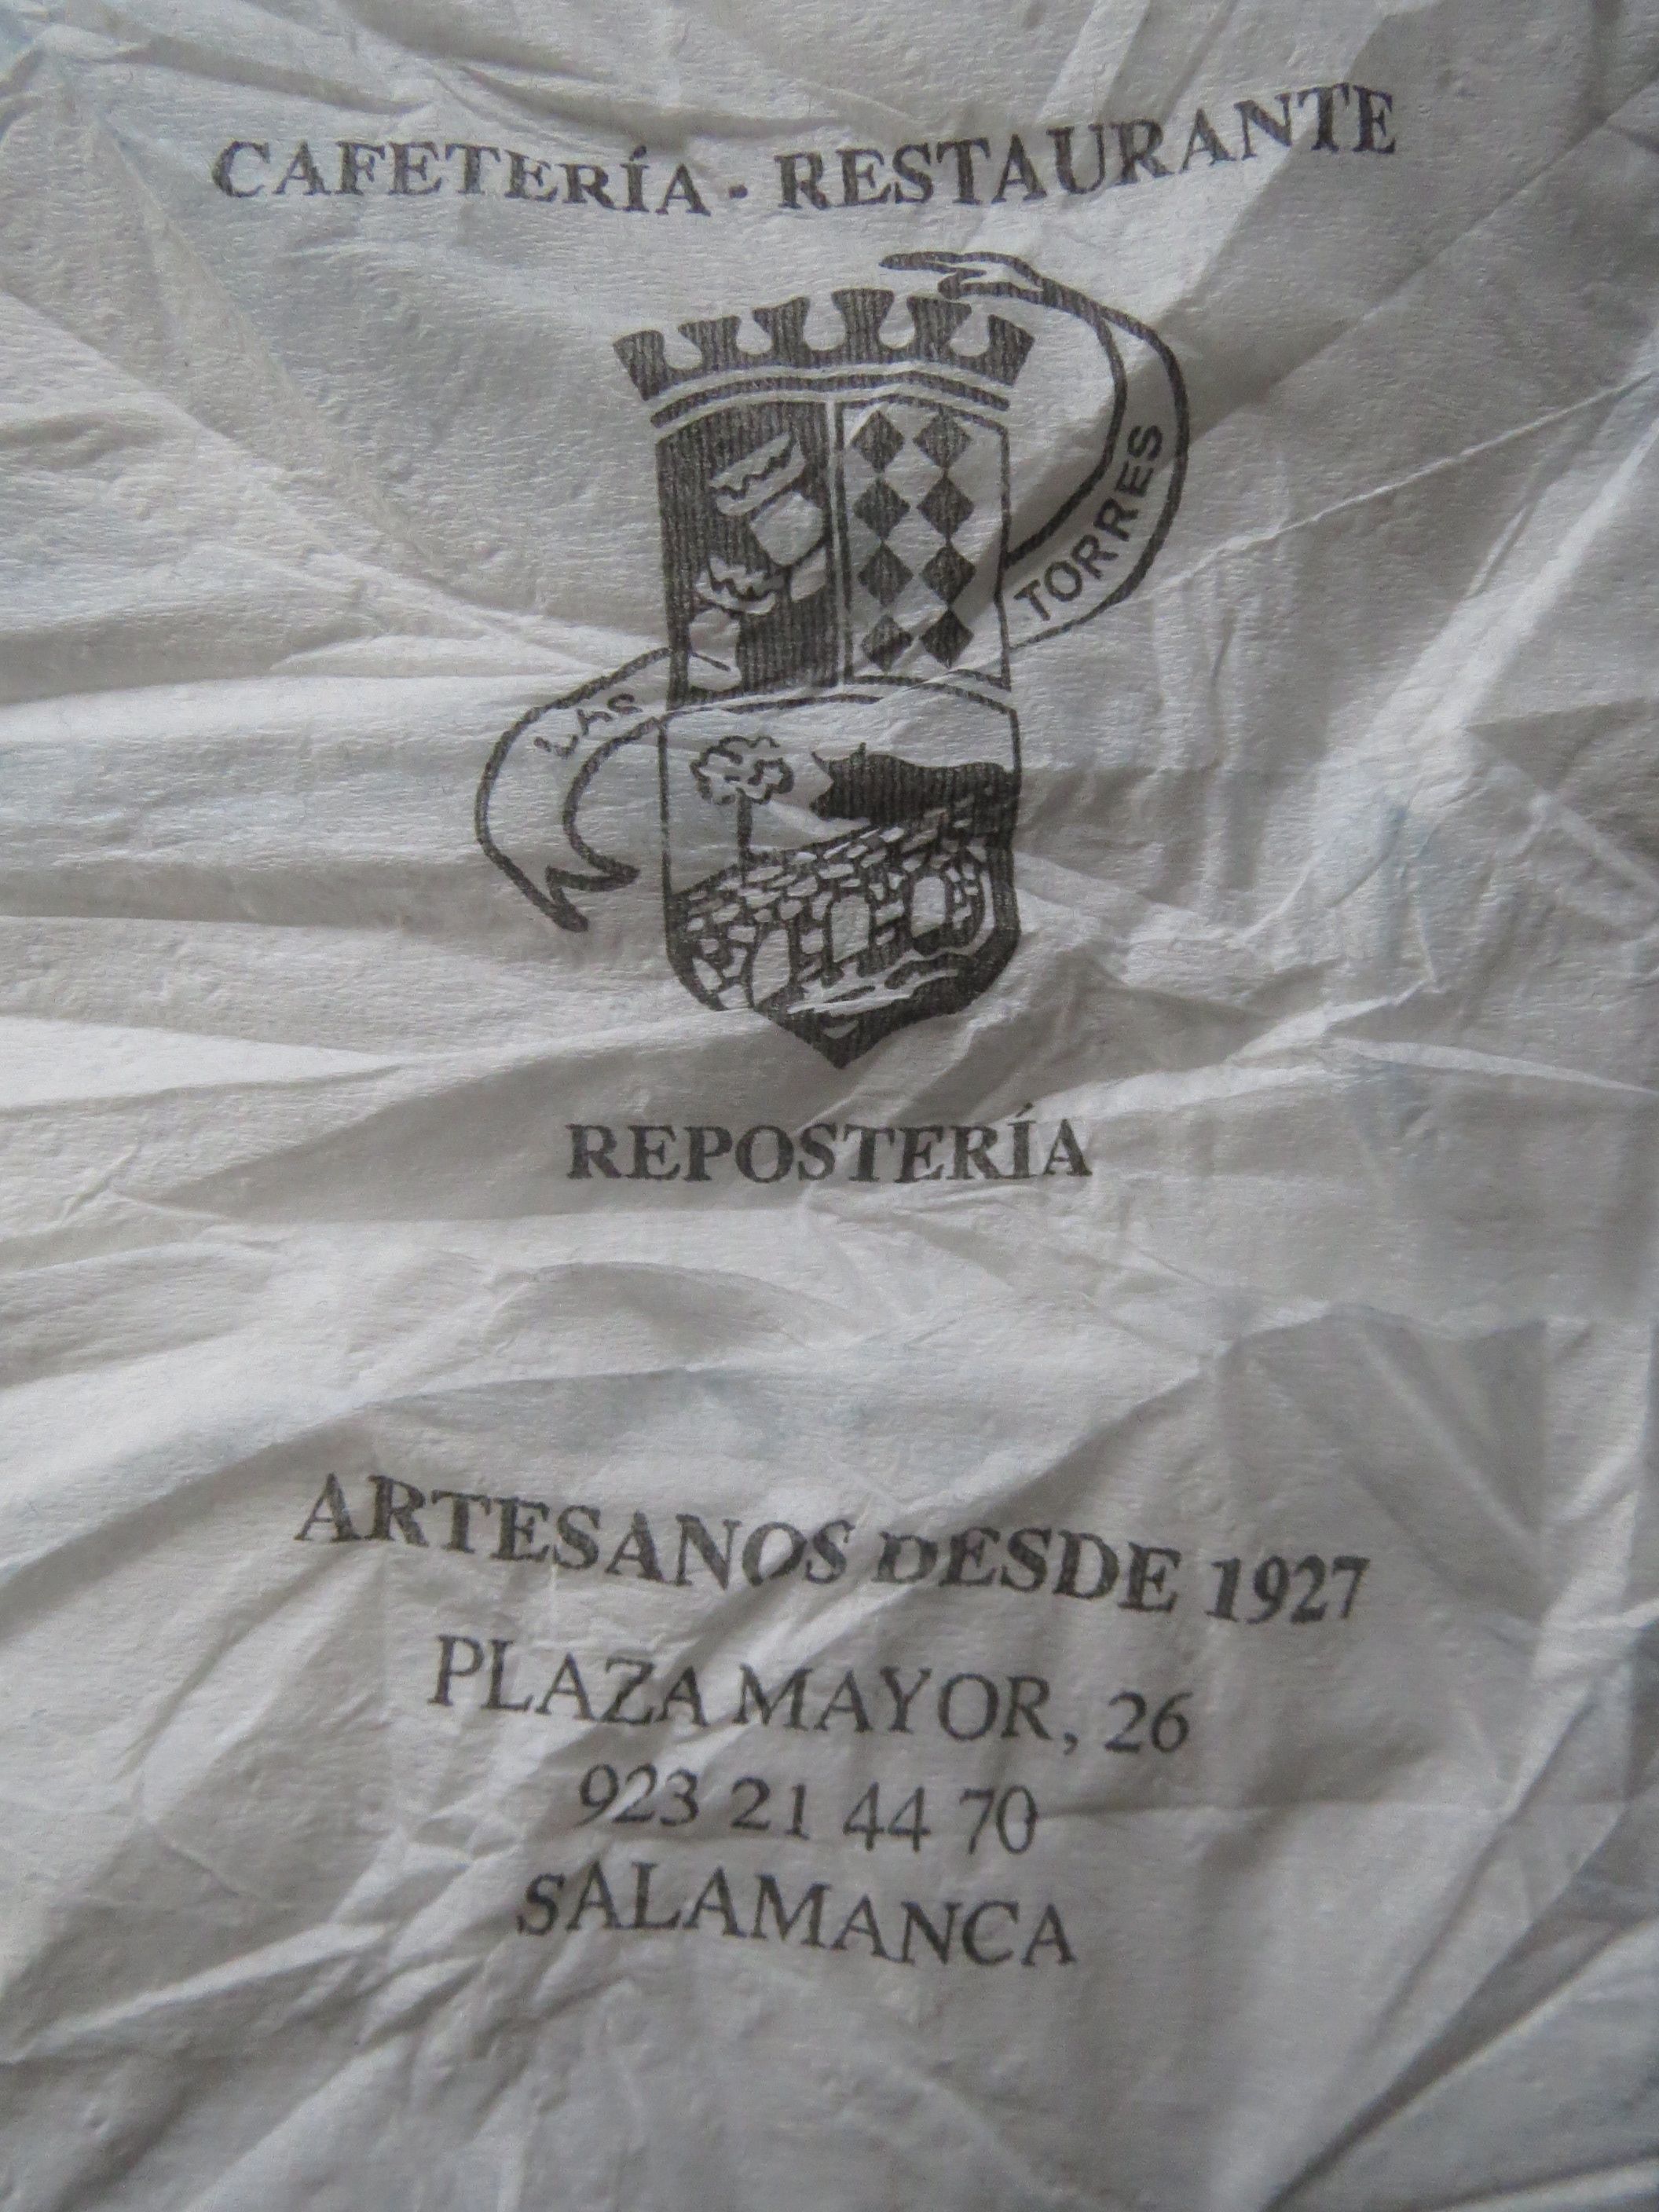 CAFETERÍA - RESTAURANTE
LAS TORRES
REPOSTERÍA
ARTESANOS DESDE 1927
PLAZA MAYOR, 26
923 21 44 70
SALAMANCA